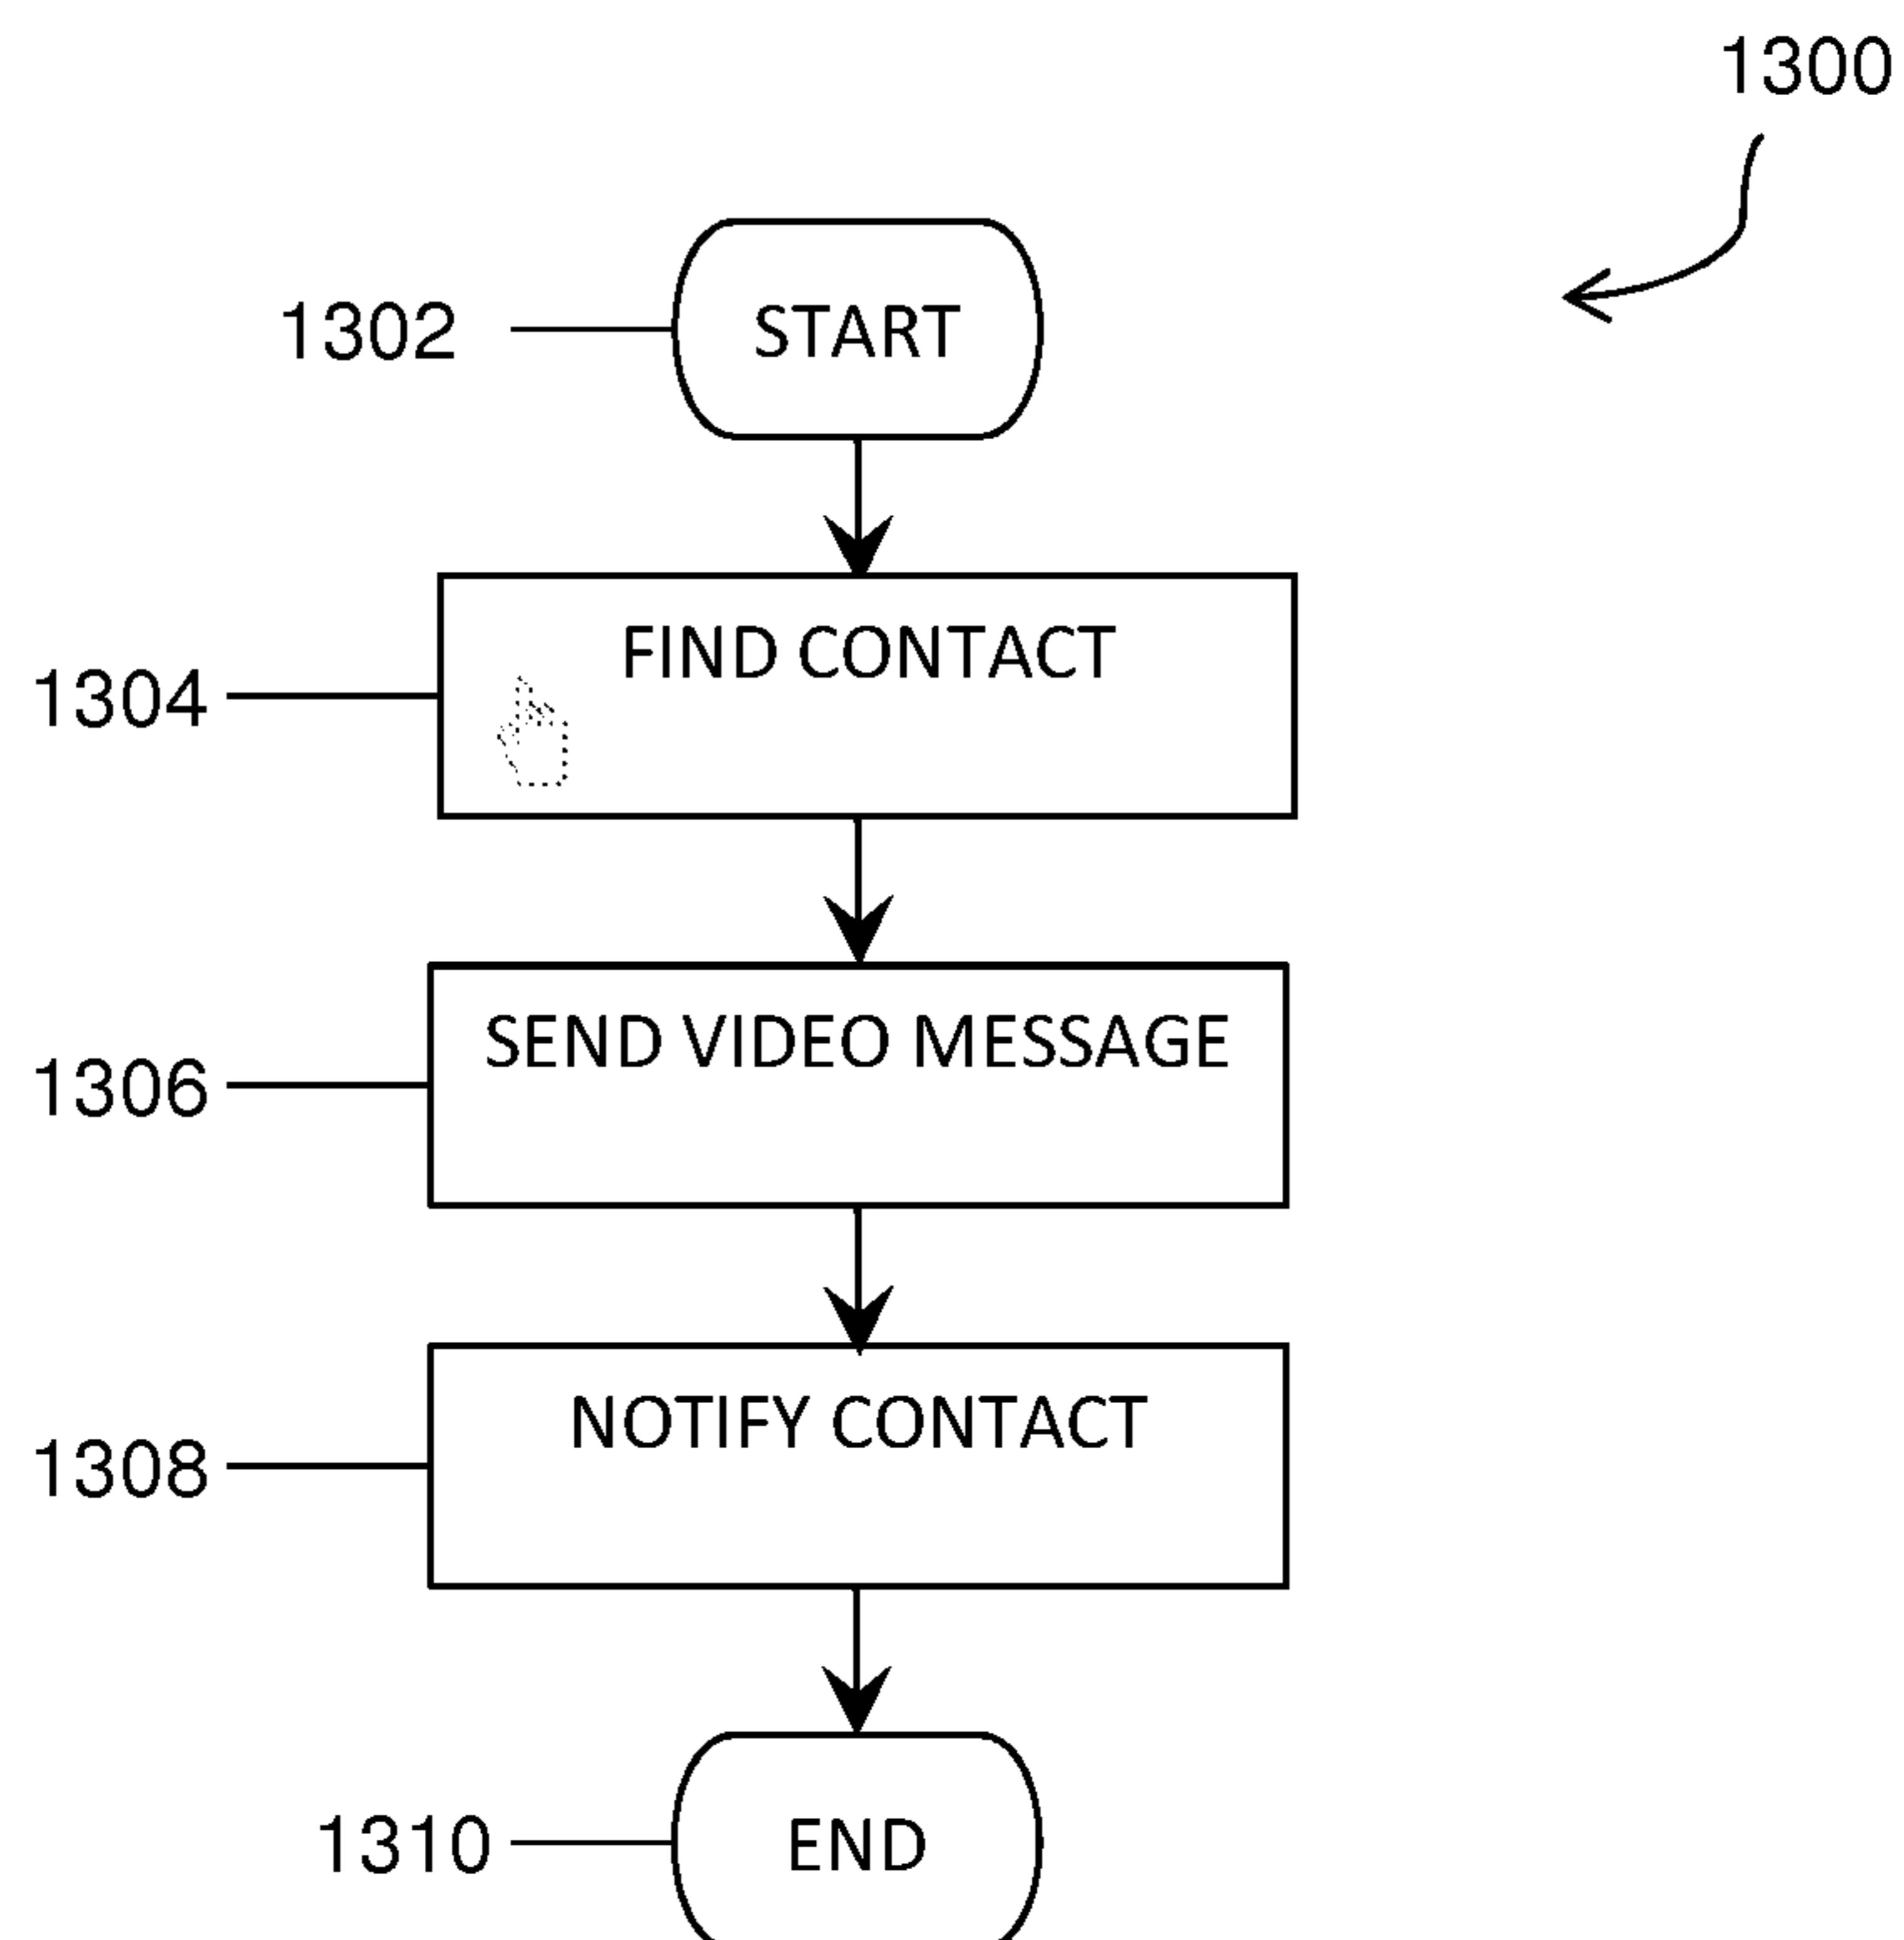 1300
1302
START
1304
FIND CONTACT
1306
SEND VIDEO MESSAGE
1308
NOTIFY CONTACT
1310
END